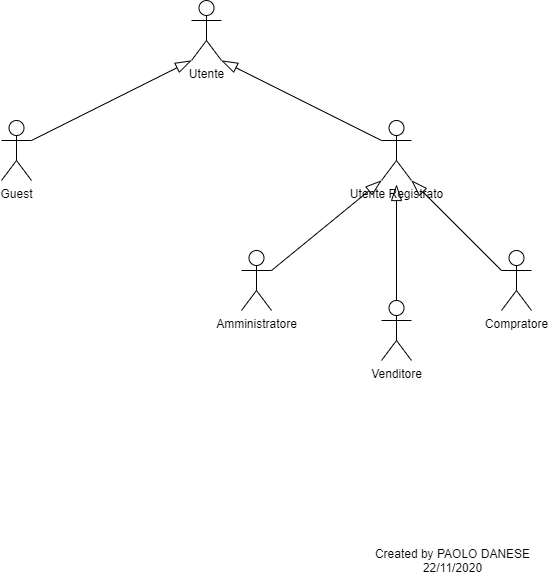 Utente
Guest
Utente Registrato
Amministratore
Compratore
Venditore
Created by PAOLO DANESE
22/11/2020